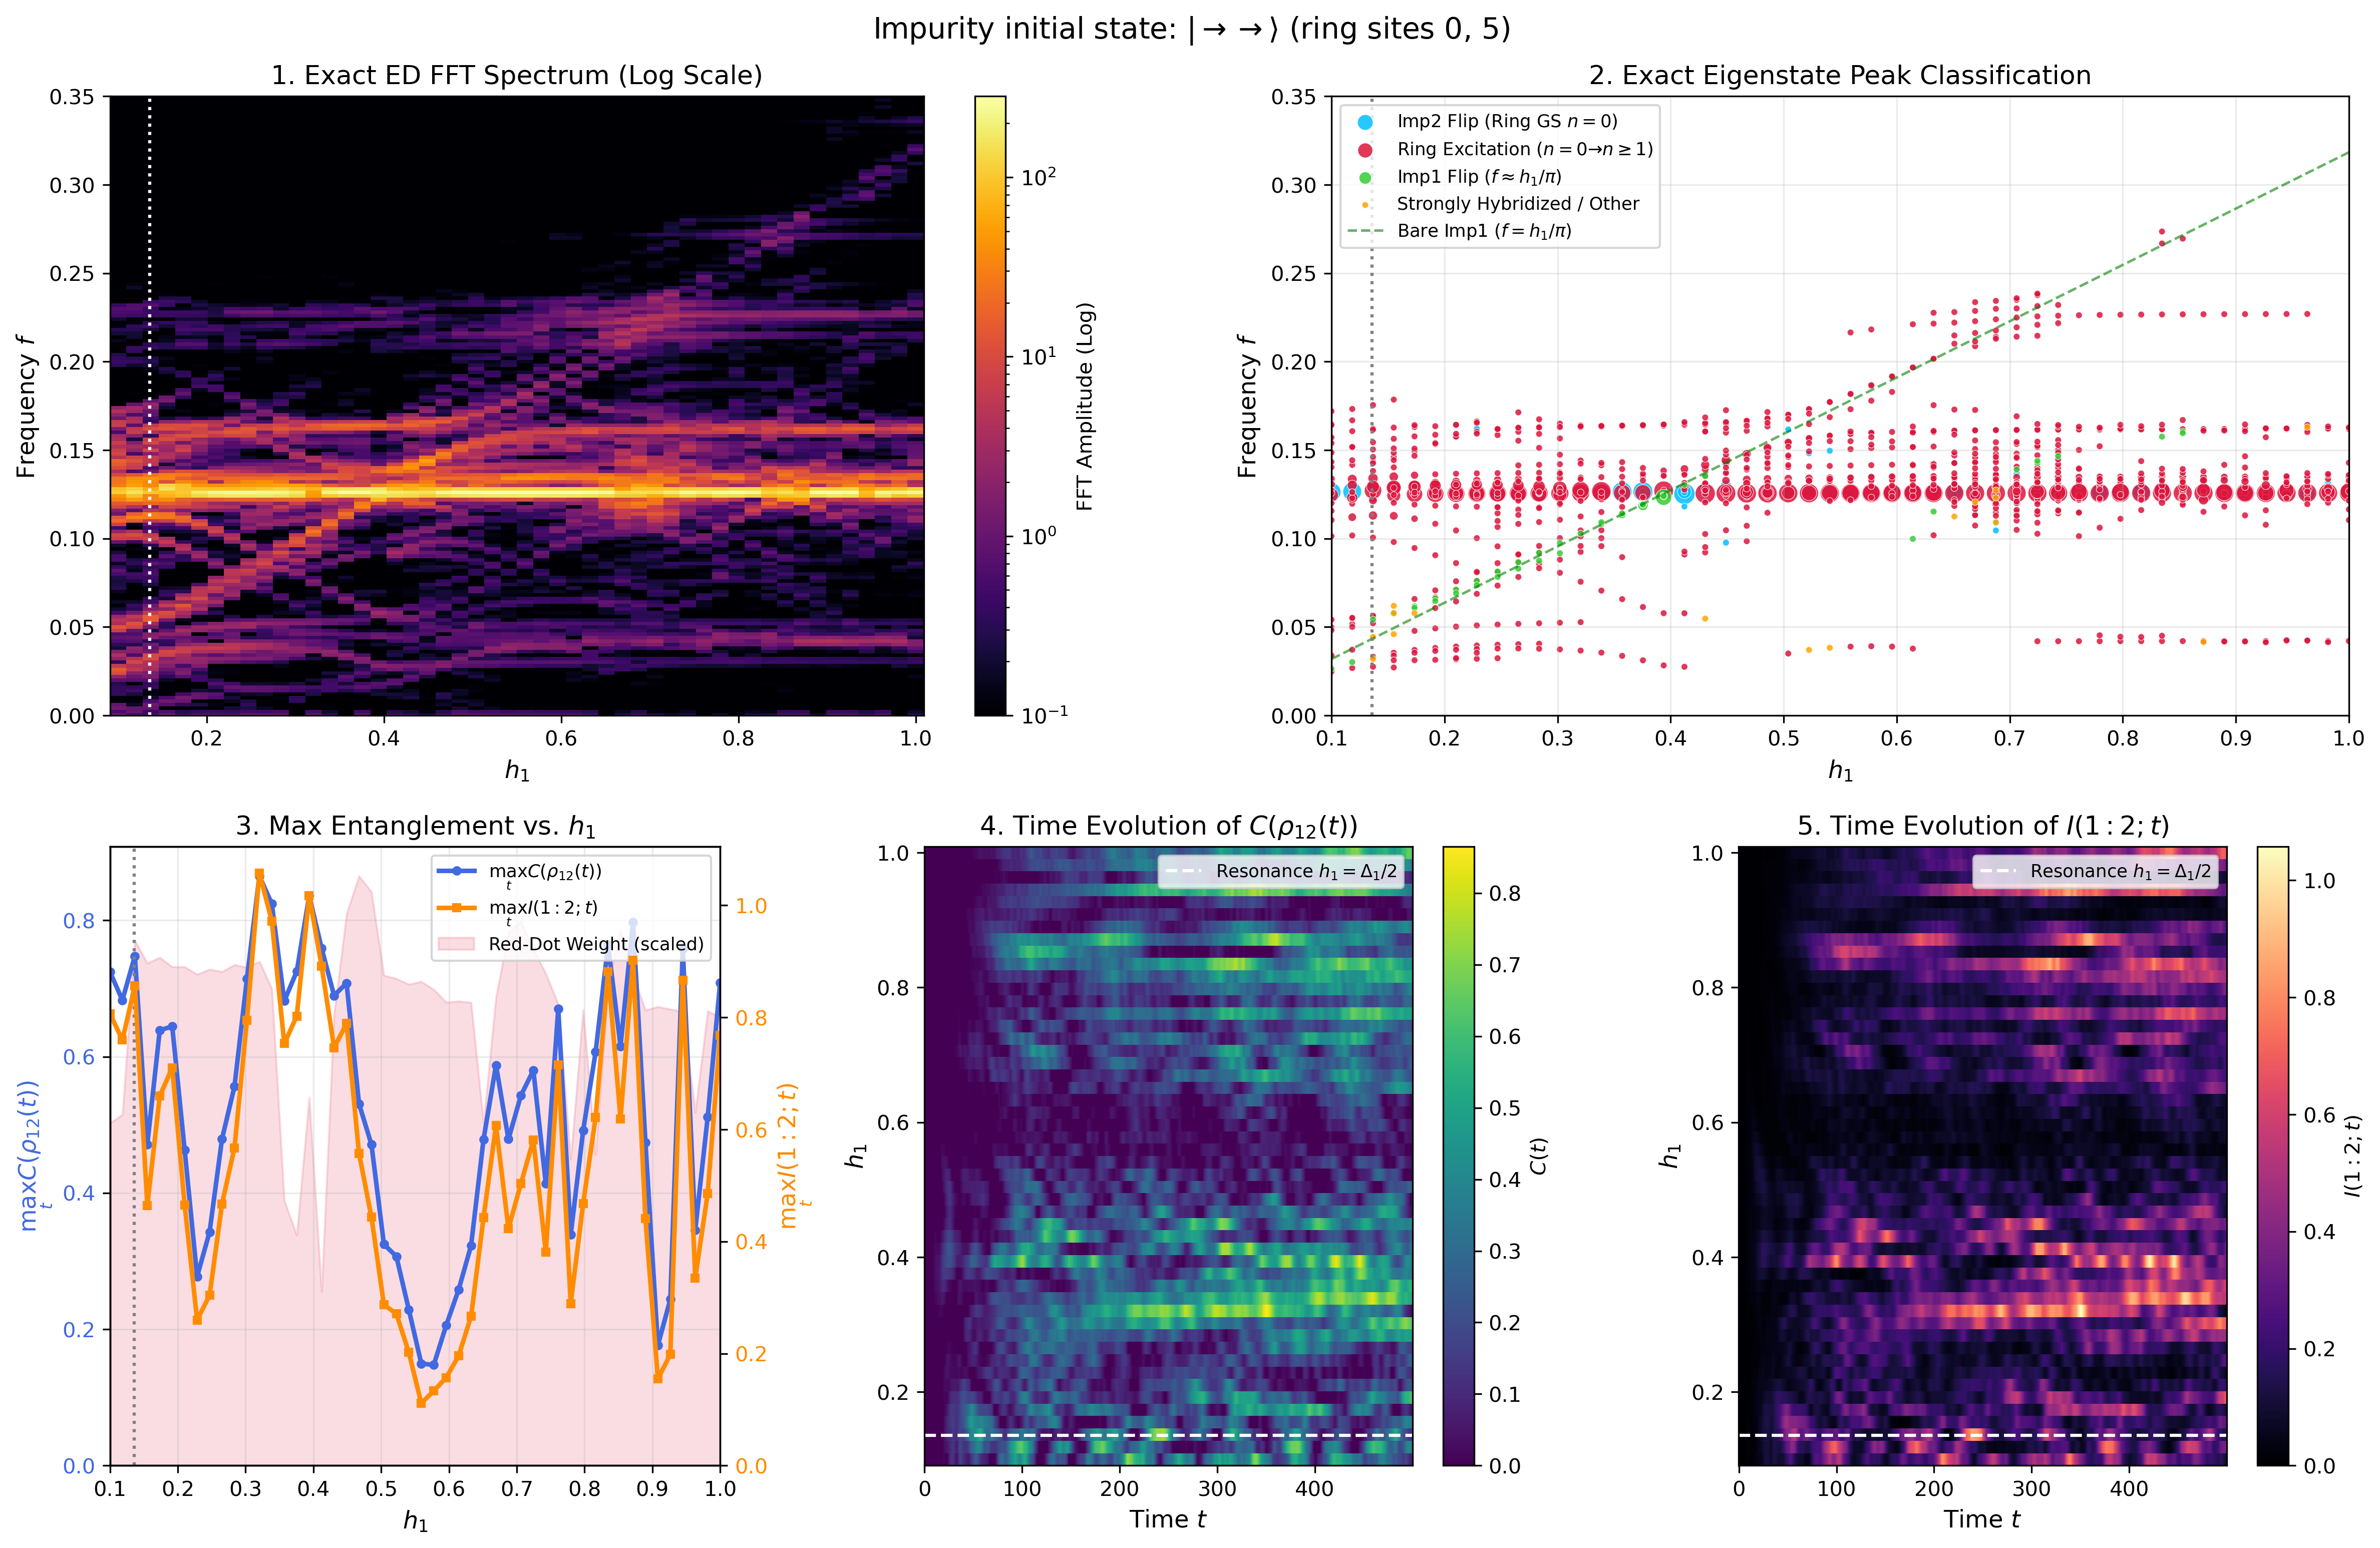 Impurity initial state: |→→⟩ (ring sites 0, 5)
1. Exact ED FFT Spectrum (Log Scale)
Frequency f
0.35
0.30
0.25
0.20
0.15
0.10
0.05
0.00
0.2
0.4
0.6
0.8
1.0
h₁
10²
10¹
10⁰
10⁻¹
FFT Amplitude (Log)
2. Exact Eigenstate Peak Classification
Imp2 Flip (Ring GS n = 0)
Ring Excitation (n = 0→n ≥ 1)
Imp1 Flip (f ≈ h₁/π)
Strongly Hybridized / Other
Bare Imp1 (f = h₁/π)
Frequency f
0.35
0.30
0.25
0.20
0.15
0.10
0.05
0.00
0.1
0.2
0.3
0.4
0.5
0.6
0.7
0.8
0.9
1.0
h₁
3. Max Entanglement vs. h₁
max C(ρ₁₂(t))
t
max I(1 : 2; t)
t
Red-Dot Weight (scaled)
max C(ρ₁₂(t))
t
0.8
0.6
0.4
0.2
0.0
0.1
0.2
0.3
0.4
0.5
0.6
0.7
0.8
0.9
1.0
h₁
1.0
0.8
0.6
0.4
0.2
0.0
max I(1 : 2; t)
t
4. Time Evolution of C(ρ₁₂(t))
Resonance h₁ = Δ₁/2
h₁
1.0
0.8
0.6
0.4
0.2
0
100
200
300
400
Time t
0.8
0.7
0.6
0.5
0.4
0.3
0.2
0.1
0.0
C(t)
5. Time Evolution of I(1 : 2; t)
Resonance h₁ = Δ₁/2
h₁
1.0
0.8
0.6
0.4
0.2
0
100
200
300
400
Time t
1.0
0.8
0.6
0.4
0.2
0.0
I(1 : 2; t)